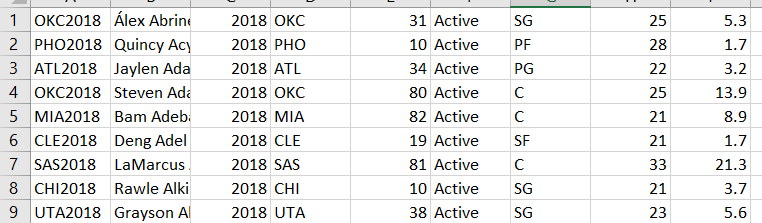 1 OKC2018 Álex Abrine 2018 OKC 31 Active SG 25 5.3
2 PHO2018 Quincy Acy 2018 PHO 10 Active PF 28 1.7
3 ATL2018 Jaylen Ada 2018 ATL 34 Active PG 22 3.2
4 OKC2018 Steven Ada 2018 OKC 80 Active C 25 13.9
5 MIA2018 Bam Adeba 2018 MIA 82 Active C 21 8.9
6 CLE2018 Deng Adel 2018 CLE 19 Active SF 21 1.7
7 SAS2018 LaMarcus 2018 SAS 81 Active C 33 21.3
8 CHI2018 Rawle Alki 2018 CHI 10 Active SG 21 3.7
9 UTA2018 Grayson Al 2018 UTA 38 Active SG 23 5.6